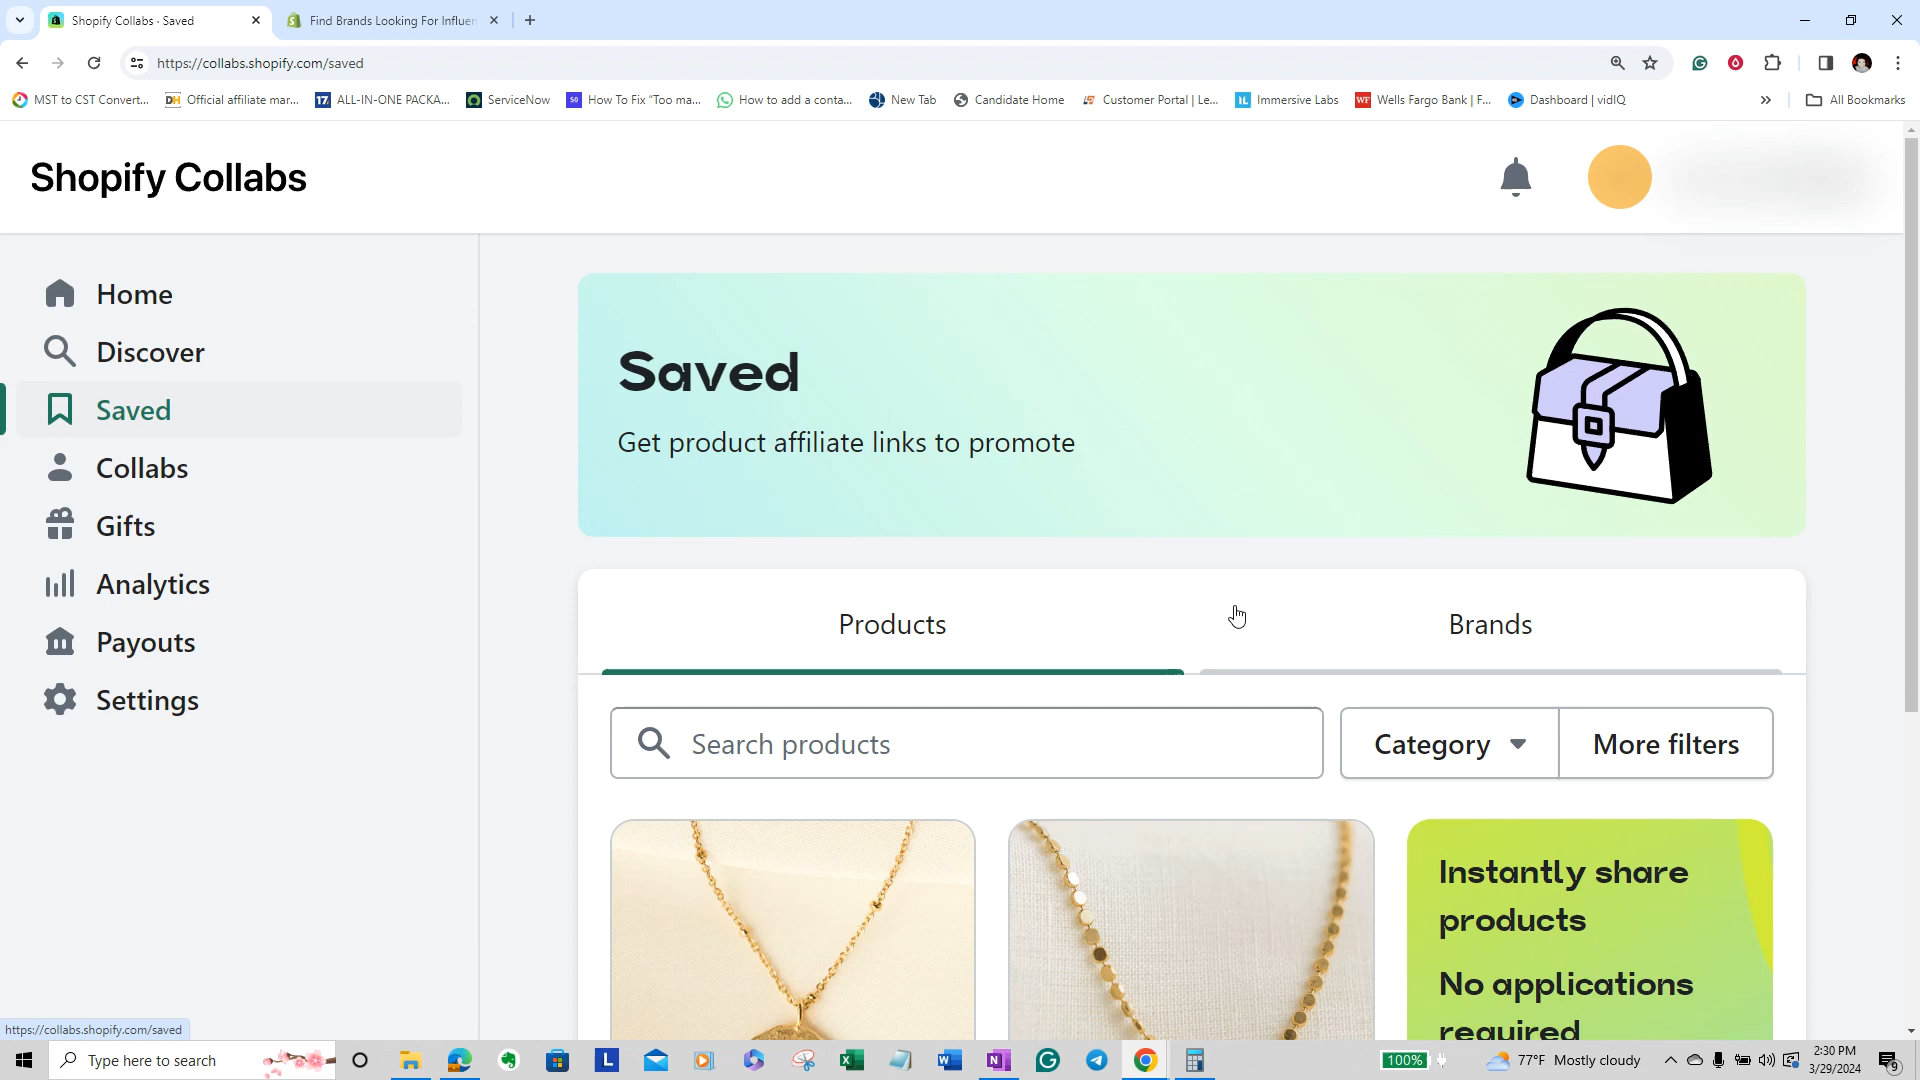 Shopify Collabs - Saved
Find Brands Looking For Influen
https://collabs.shopify.com/saved
MST to CST Convert...
Official affiliate mar...
ALL-IN-ONE PACKA...
ServiceNow
How To Fix "Too ma...
How to add a conta...
New Tab
Candidate Home
Customer Portal | Le...
Immersive Labs
Wells Fargo Bank | F...
Dashboard | vidIQ
All Bookmarks
Shopify Collabs
Home
Discover
Saved
Collabs
Gifts
Analytics
Payouts
Settings
Saved
Get product affiliate links to promote
Products
Brands
Search products
Category
More filters
Instantly share
products
No applications
required
https://collabs.shopify.com/saved
Type here to search
100%
77°F Mostly cloudy
2:30 PM
3/29/2024
9